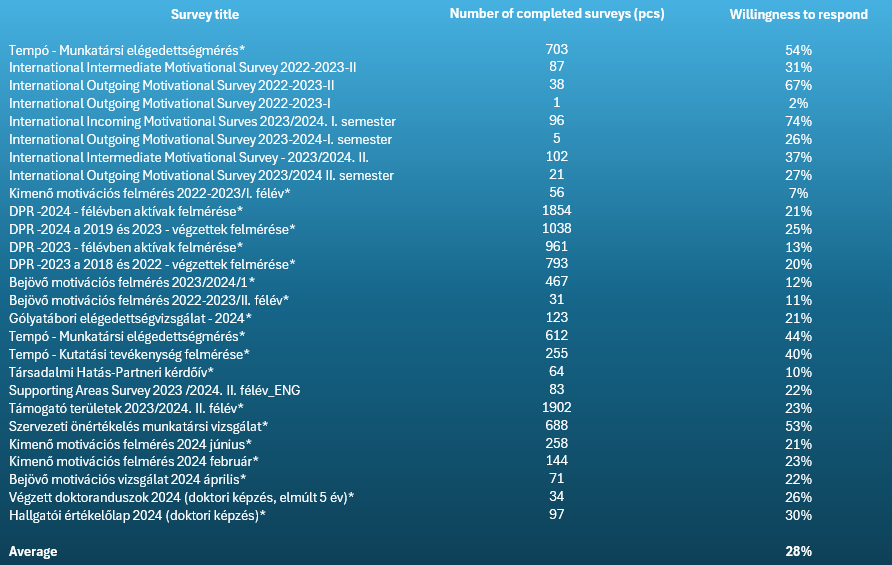 Survey title Number of completed surveys (pcs) Willingness to respond
Tempó - Munkatársi elégedettségmérés* 703 54%
International Intermediate Motivational Survey 2022-2023-II 87 31%
International Outgoing Motivational Survey 2022-2023-II 38 67%
International Outgoing Motivational Survey 2022-2023-I 1 2%
International Incoming Motivational Surves 2023/2024. I. semester 96 74%
International Outgoing Motivational Survey 2023-2024-I. semester 5 26%
International Intermediate Motivational Survey - 2023/2024. II. 102 37%
International Outgoing Motivational Survey 2023/2024 II. semester 21 27%
Kimenő motivációs felmérés 2022-2023/I. félév* 56 7%
DPR -2024 - félévben aktívak felmérése* 1854 21%
DPR -2024 a 2019 és 2023 - végzettek felmérése* 1038 25%
DPR -2023 - félévben aktívak felmérése* 961 13%
DPR -2023 a 2018 és 2022 - végzettek felmérése* 793 20%
Bejövő motivációs felmérés 2023/2024/1* 467 12%
Bejövő motivációs felmérés 2022-2023/II. félév* 31 11%
Gólyatábori elégedettségvizsgálat - 2024* 123 21%
Tempó - Munkatársi elégedettségmérés* 612 44%
Tempó - Kutatási tevékenység felmérése* 255 40%
Társadalmi Hatás-Partneri kérdőív* 64 10%
Supporting Areas Survey 2023 /2024. II. félév_ENG 83 22%
Támogató területek 2023/2024. II. félév* 1902 23%
Szervezeti önértékelés munkatársi vizsgálat* 688 53%
Kimenő motivációs felmérés 2024 június* 258 21%
Kimenő motivációs felmérés 2024 február* 144 23%
Bejövő motivációs vizsgálat 2024 április* 71 22%
Végzett doktoranduszok 2024 (doktori képzés, elmúlt 5 év)* 34 26%
Hallgatói értékelőlap 2024 (doktori képzés)* 97 30%
Average 28%